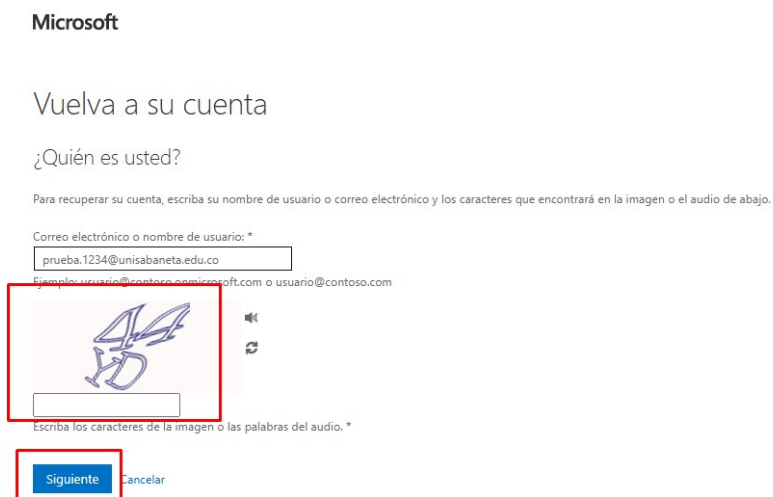 Microsoft
Vuelva a su cuenta
¿Quién es usted?
Para recuperar su cuenta, escriba su nombre de usuario o correo electrónico y los caracteres que encontrará en la imagen o el audio de abajo.
Correo electrónico o nombre de usuario: *
prueba.1234@unisabaneta.edu.co
Ejemplo: usuario@contoso.onmicrosoft.com o usuario@contoso.com
44
YD
Escriba los caracteres de la imagen o las palabras del audio. *
Siguiente Cancelar